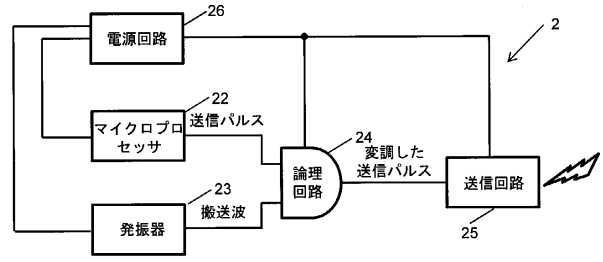 26
電源回路
2
22
送信パルス
マイクロプロ
セッサ
24
変調した
送信パルス
論理
回路
23
搬送波
発振器
送信回路
25